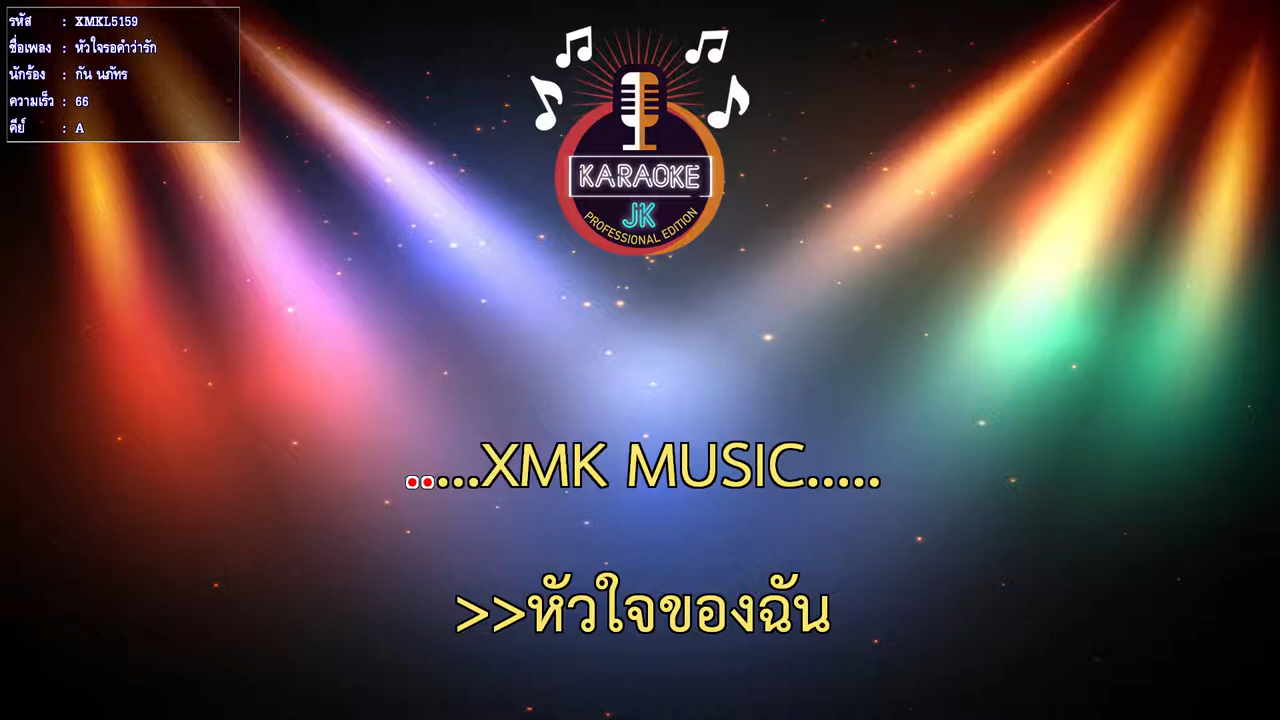 รหัส : XMKL5159
ชื่อเพลง : หัวใจรอคำว่ารัก
นักร้อง : กัน นภัทร
ความเร็ว : 66
คีย์ : A
KARAOKE
JK
PROFESSIONAL EDITION
.....XMK MUSIC.....
>>หัวใจของฉัน